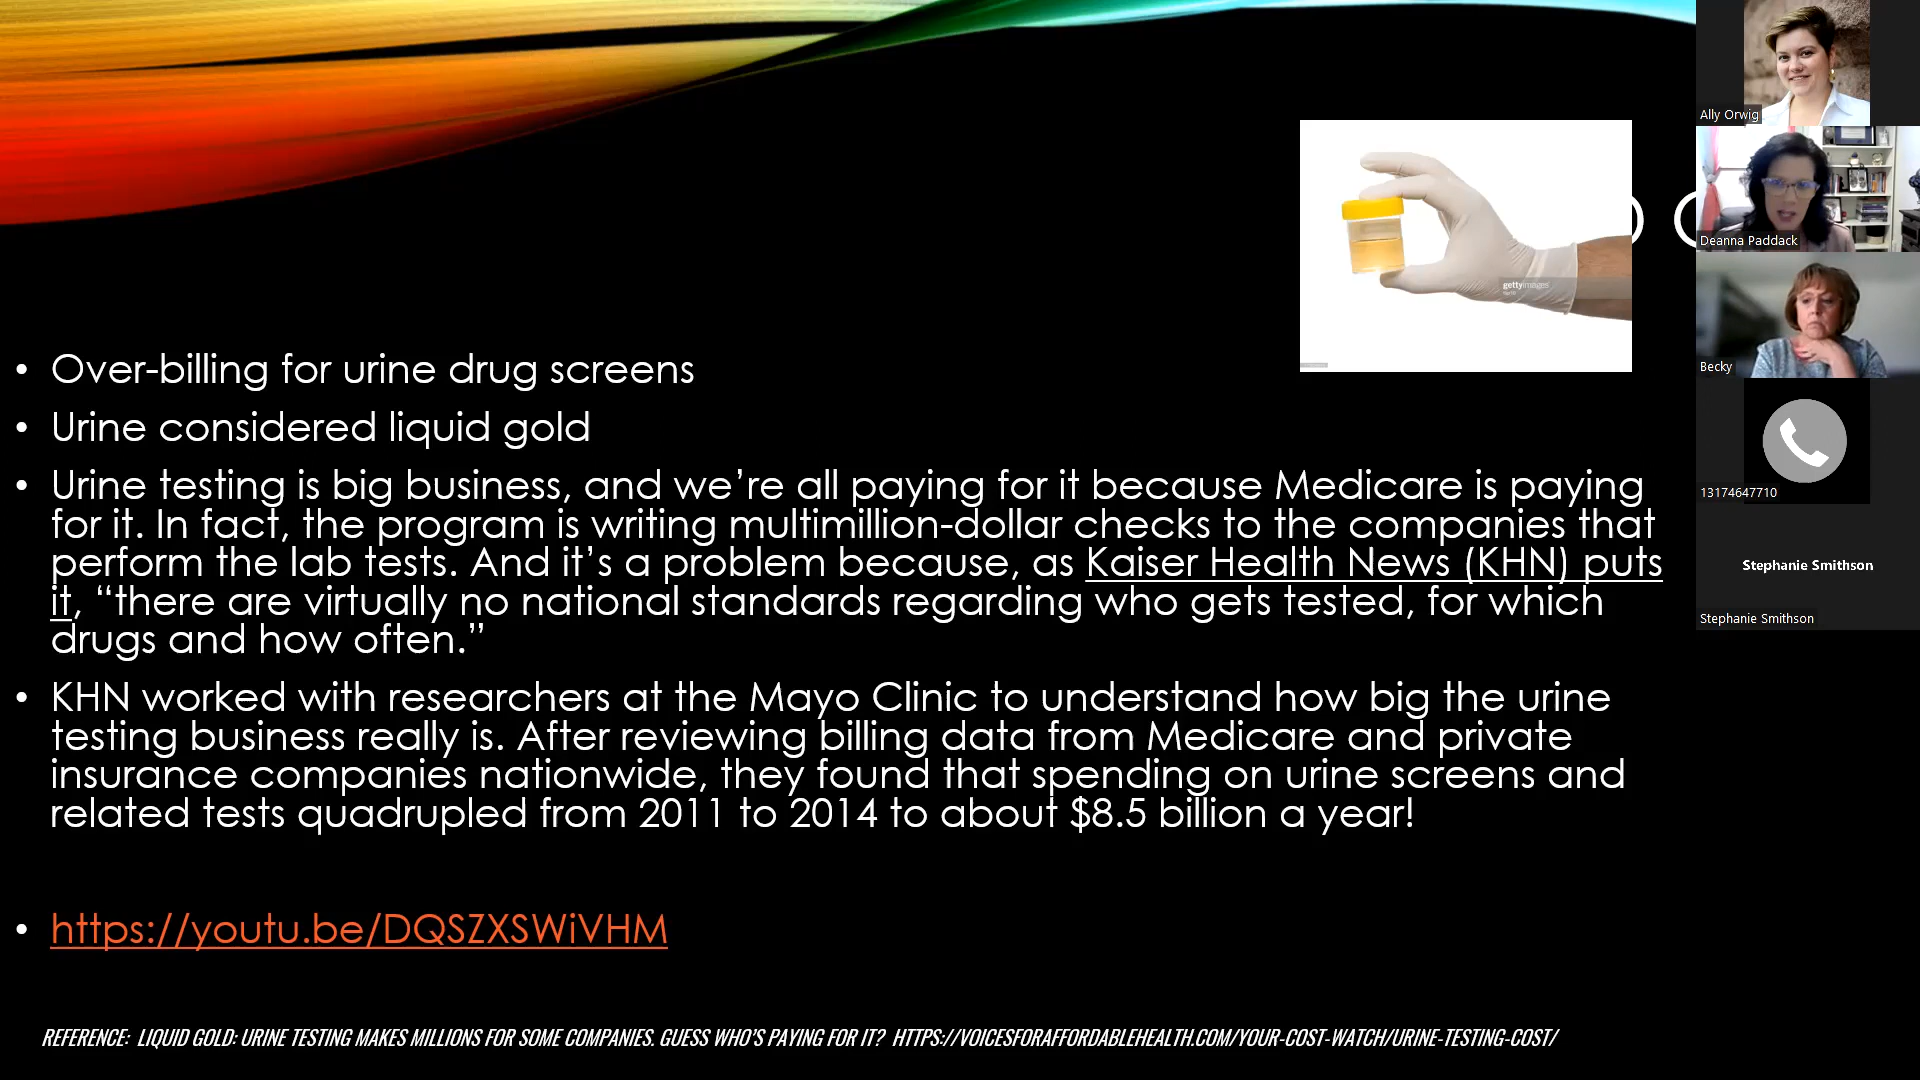 Ally Orwig
Deanna Paddack
gettyimages
Becky
• Over-billing for urine drug screens
• Urine considered liquid gold
• Urine testing is big business, and we’re all paying for it because Medicare is paying
for it. In fact, the program is writing multimillion-dollar checks to the companies that
perform the lab tests. And it’s a problem because, as Kaiser Health News (KHN) puts
it, “there are virtually no national standards regarding who gets tested, for which
drugs and how often.”
13174647710
Stephanie Smithson
Stephanie Smithson
• KHN worked with researchers at the Mayo Clinic to understand how big the urine
testing business really is. After reviewing billing data from Medicare and private
insurance companies nationwide, they found that spending on urine screens and
related tests quadrupled from 2011 to 2014 to about $8.5 billion a year!
• https://youtu.be/DQSZXSWiVHM
REFERENCE: LIQUID GOLD: URINE TESTING MAKES MILLIONS FOR SOME COMPANIES. GUESS WHO’S PAYING FOR IT? HTTPS://VOICESFORAFFORDABLEHEALTH.COM/YOUR-COST-WATCH/URINE-TESTING-COST/